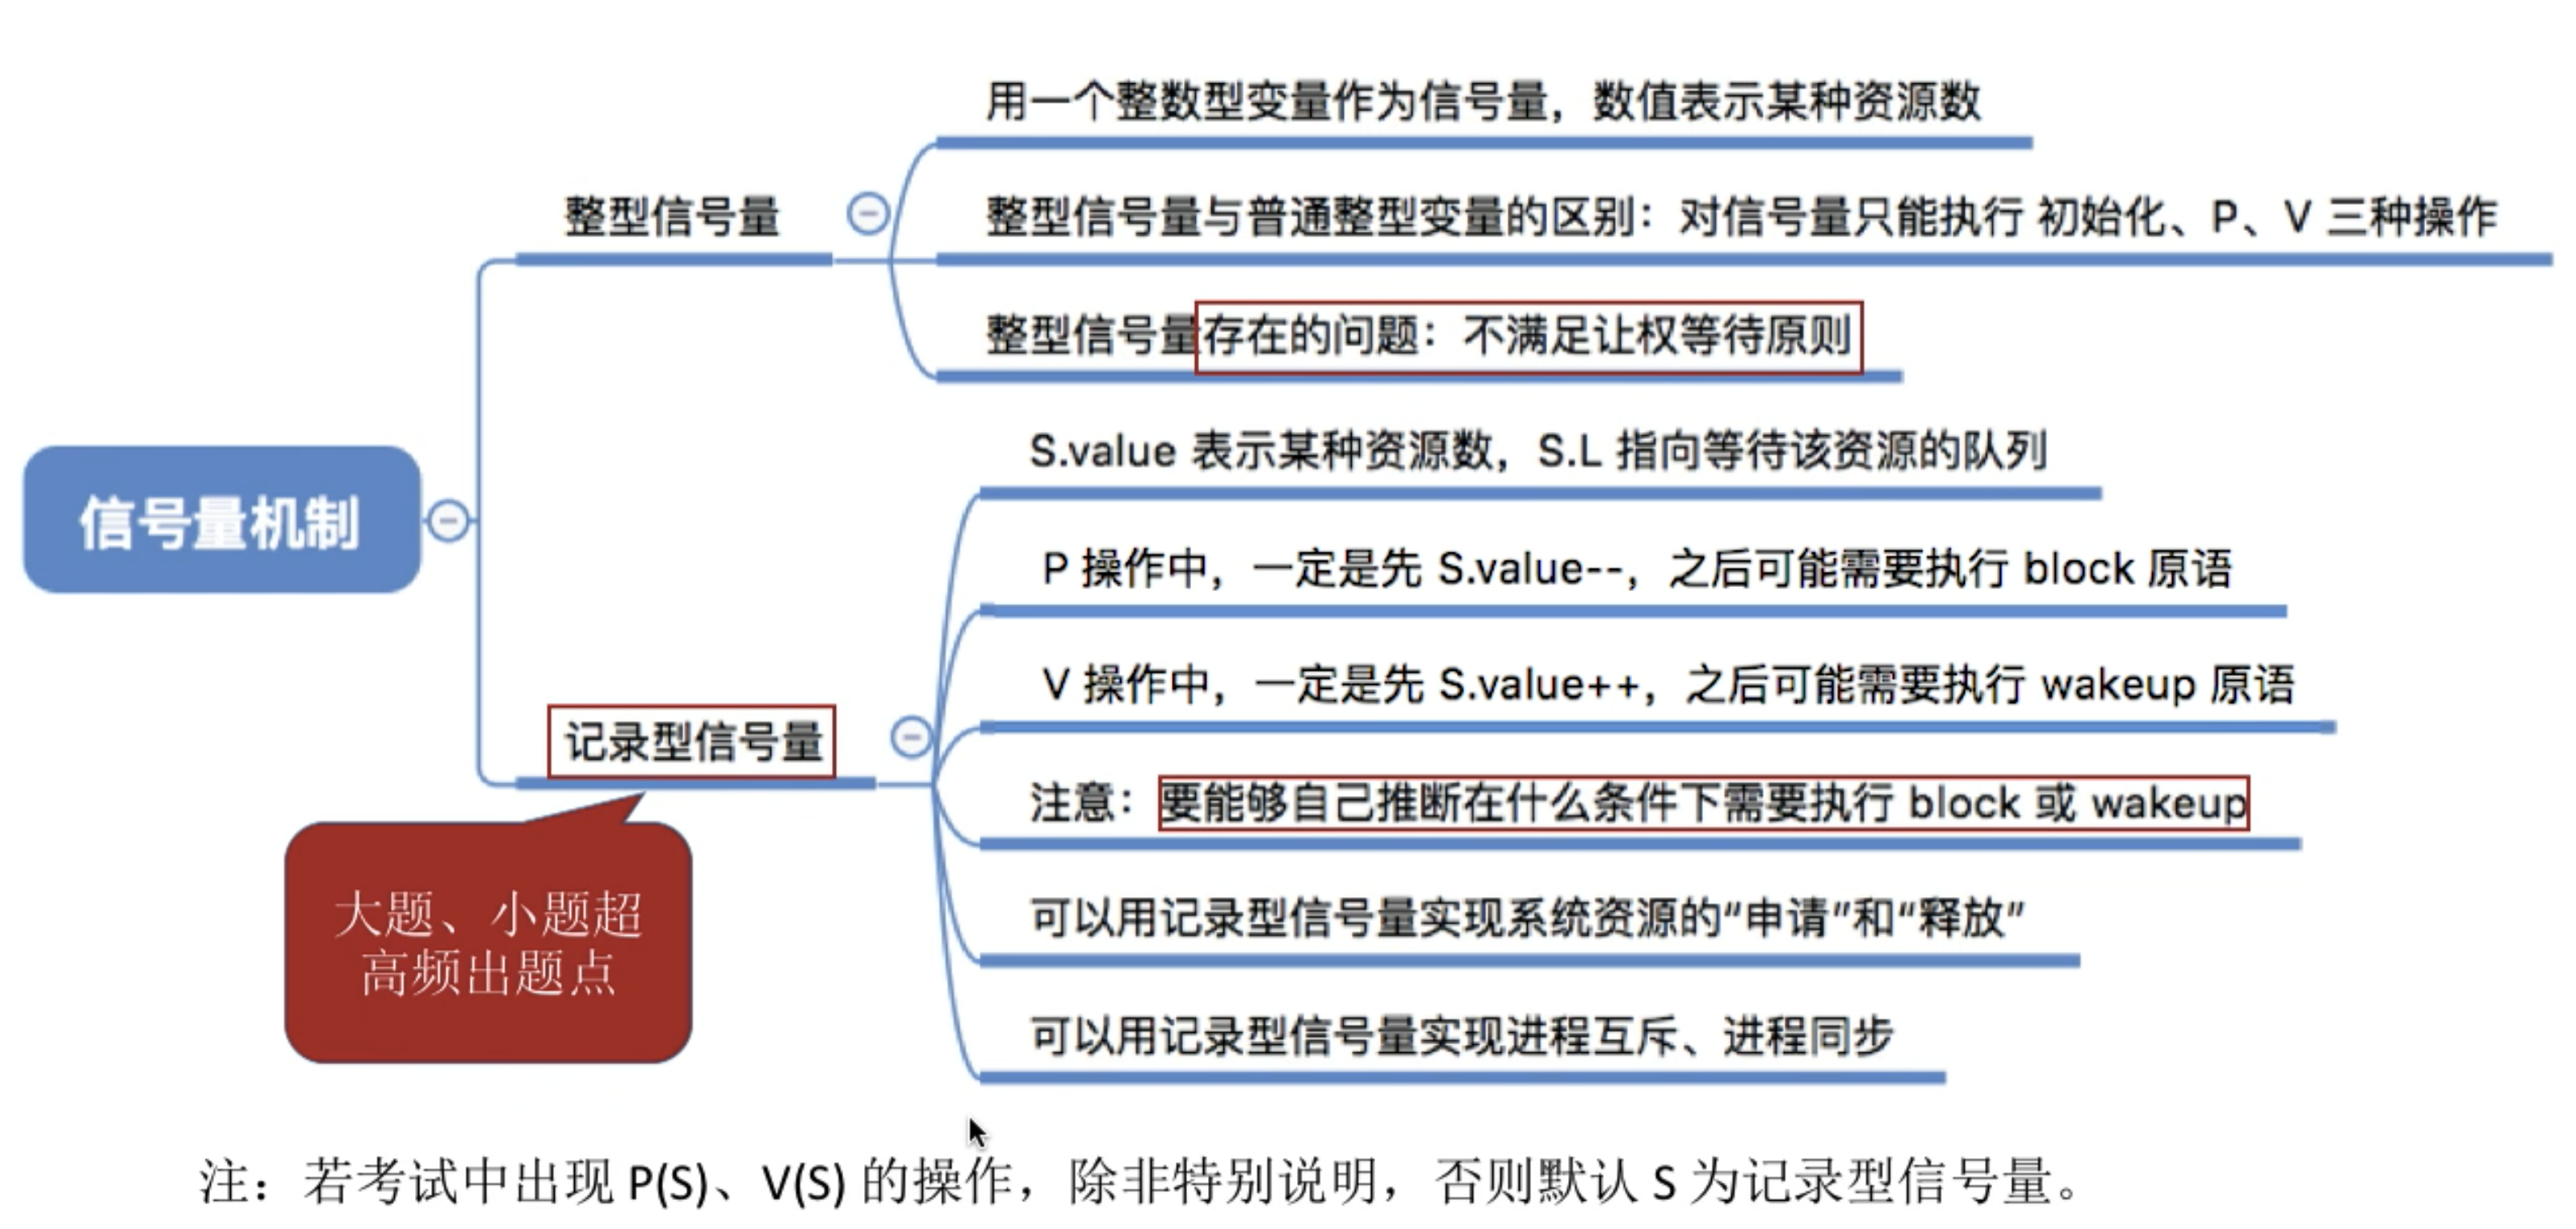 用一个整数型变量作为信号量，数值表示某种资源数
整型信号量
整型信号量与普通整型变量的区别：对信号量只能执行 初始化、P、V 三种操作
整型信号量存在的问题：不满足让权等待原则
信号量机制
S.value 表示某种资源数，S.L 指向等待该资源的队列
P 操作中，一定是先 S.value--，之后可能需要执行 block 原语
V 操作中，一定是先 S.value++，之后可能需要执行 wakeup 原语
记录型信号量
注意：要能够自己推断在什么条件下需要执行 block 或 wakeup
可以用记录型信号量实现系统资源的“申请”和“释放”
可以用记录型信号量实现进程互斥、进程同步
大题、小题超
高频出题点
注：若考试中出现 P(S)、V(S) 的操作，除非特别说明，否则默认 S 为记录型信号量。